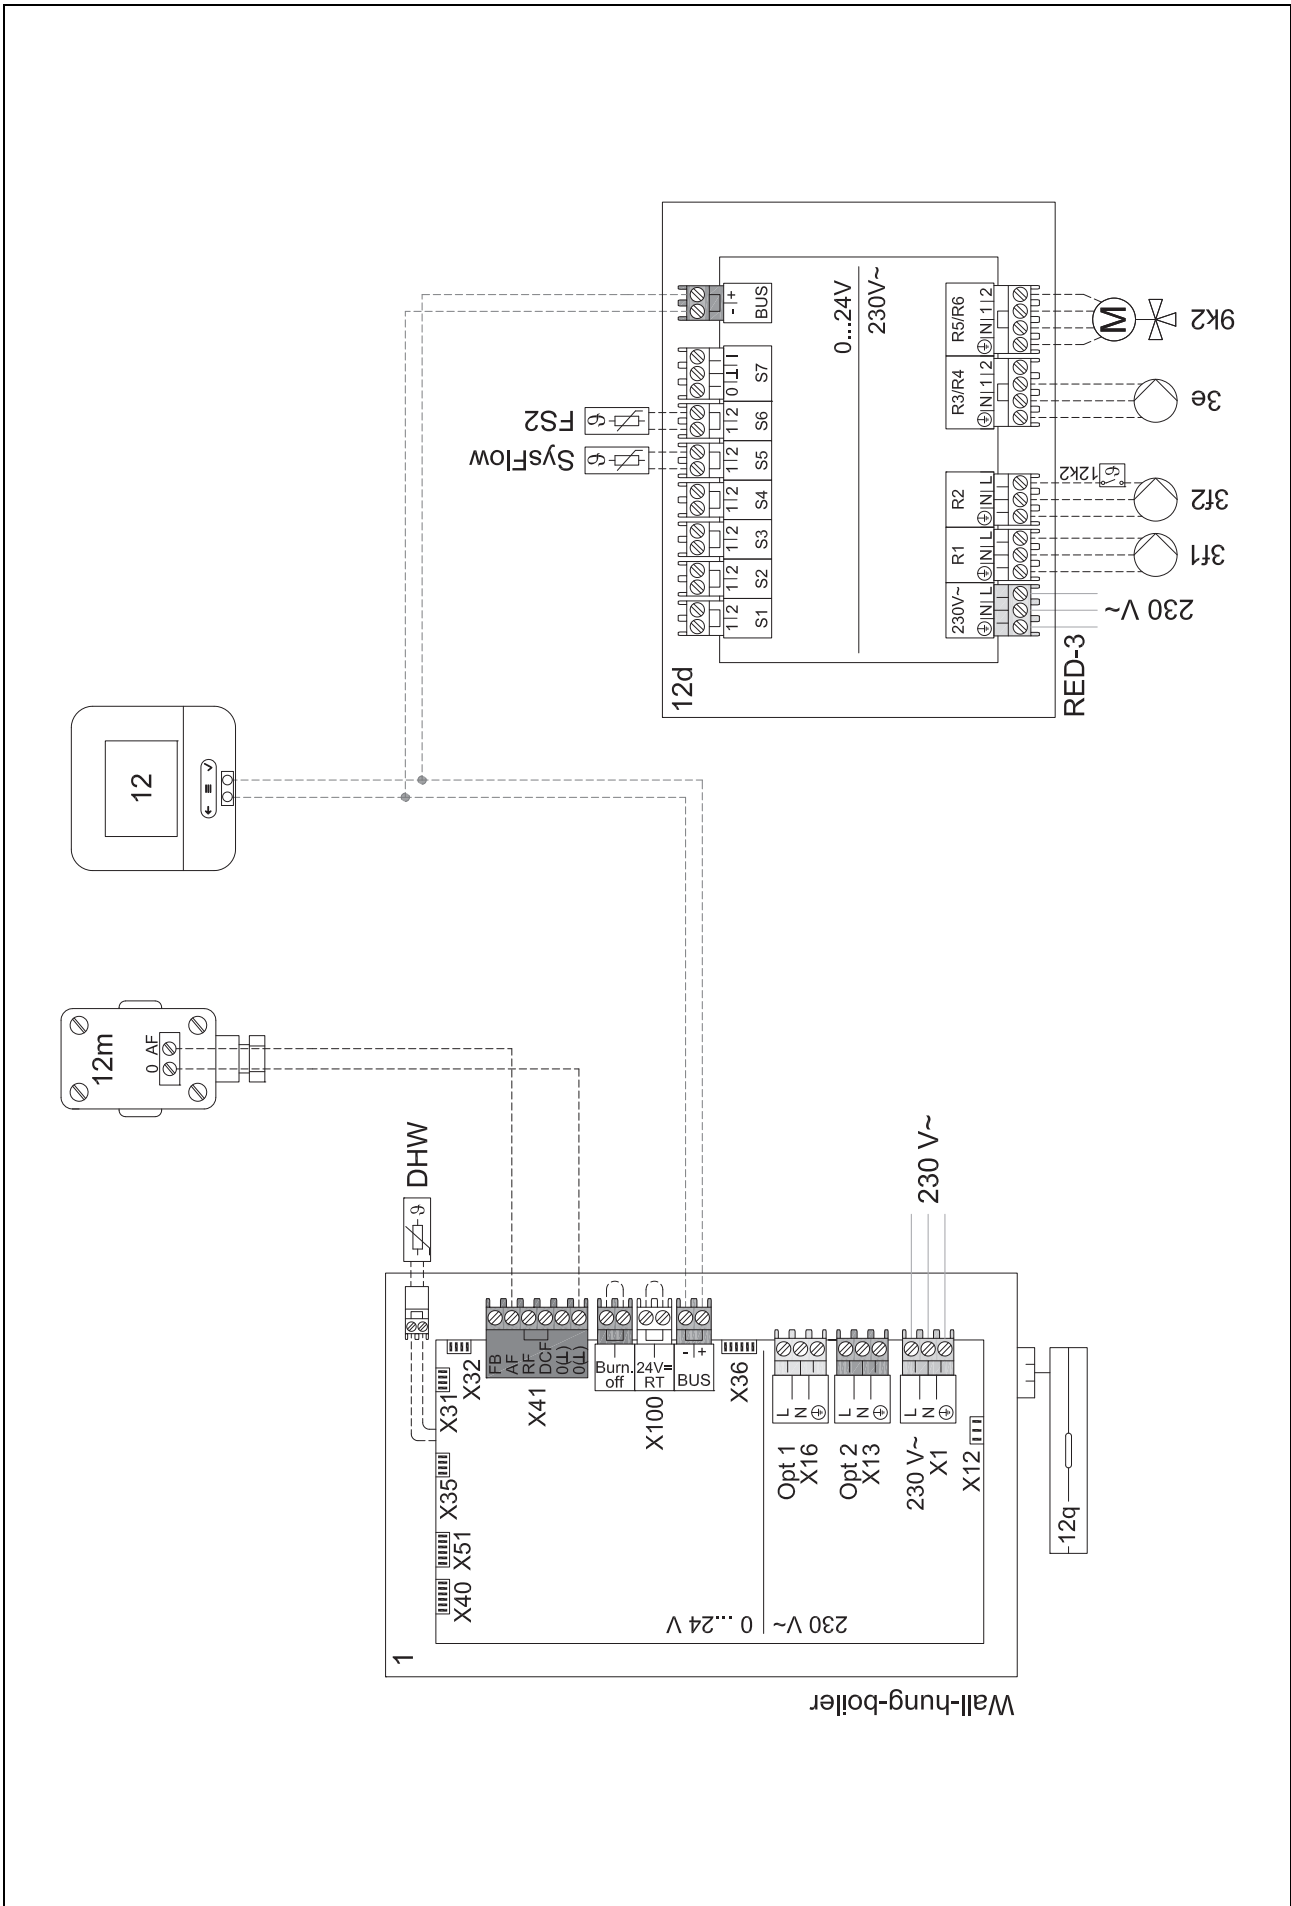 12d
BUS
- +
S7
0 ⊥ I
S6
1 2
S5
1 2
S4
1 2
S3
1 2
S2
1 2
S1
1 2
FS2
SysFlow
0...24V
230V~
R5/R6
N 1 2
R3/R4
N 1 2
R2
N L
R1
N L
230V~
N L
M
9k2
3e
12k2
3f2
3f1
230 V~
RED-3
12
12m
0 AF
DHW
1
X40
X51
X35
X31
X32
FB
AF
RF
DCF
0(⊥)
0(⊥)
X41
Burn.
off
24V=
RT
X100
- +
BUS
X36
L
N
Opt 1
X16
L
N
Opt 2
X13
L
N
230 V~
X1
X12
230 V~
12q
0 ... 24 V
230 V~
Wall-hung-boiler